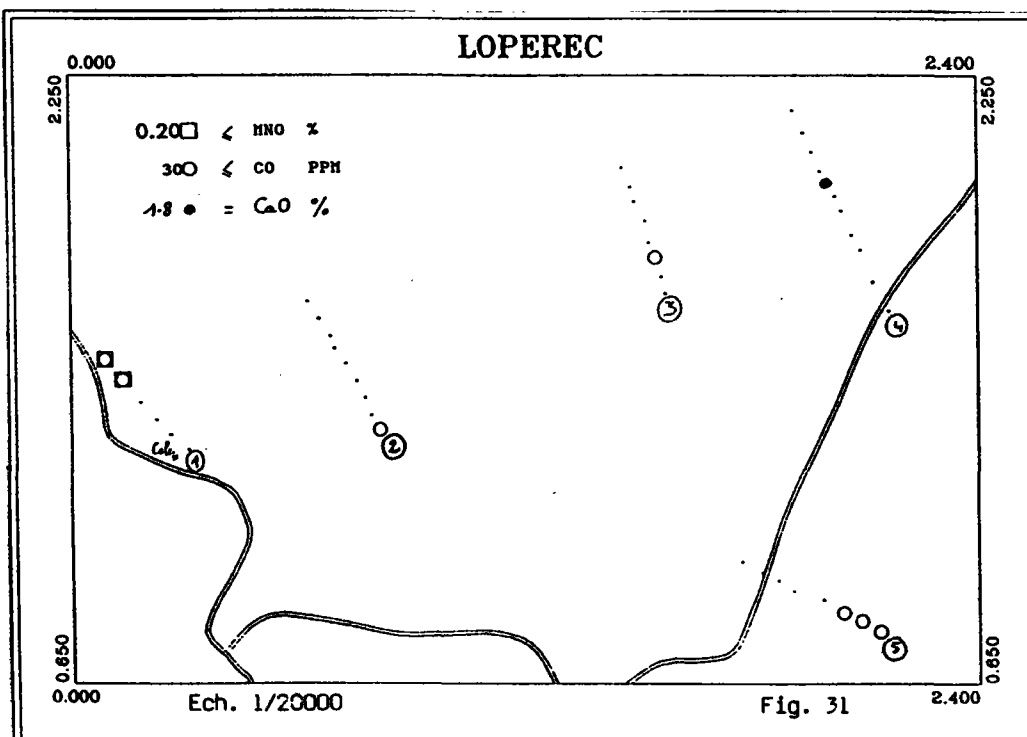 LOPEREC
0.000 2.400
2.250 2.250
0.20□ ⩽ MNO %
30○ ⩽ CO PPM
1.8 ● = CaO %
3
4
2
1
5
0.650 0.650
0.000 Ech. 1/20000 Fig. 31 2.400